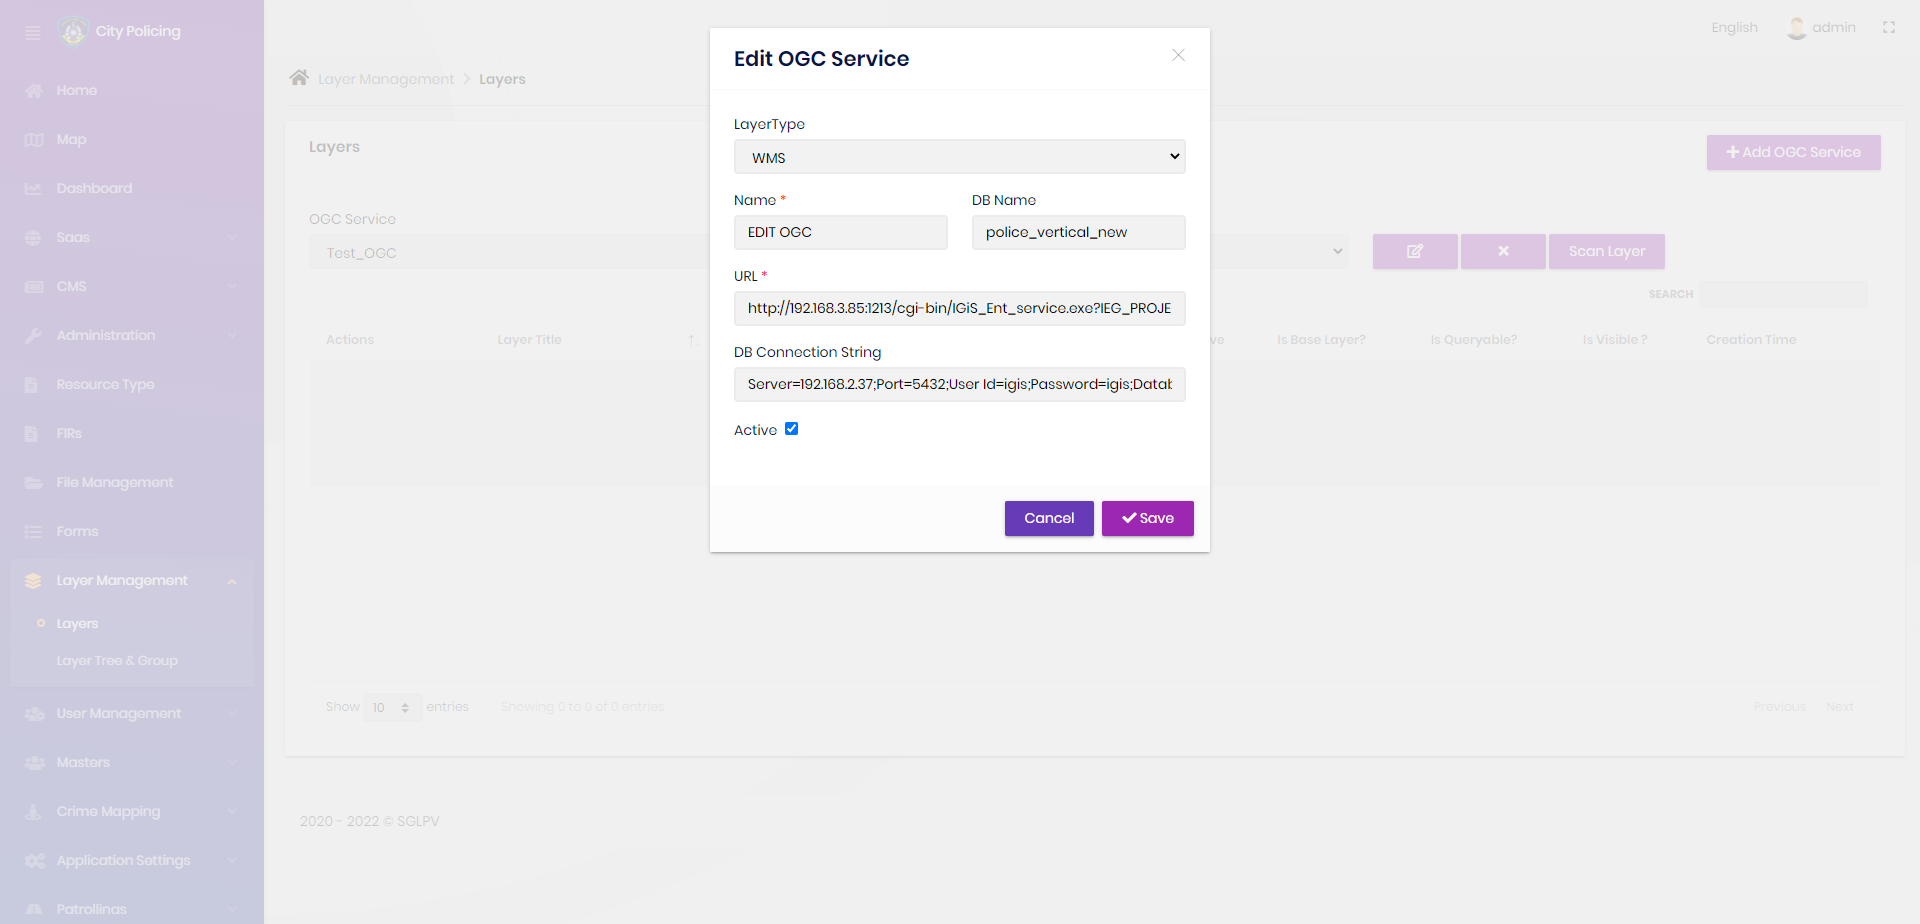 City Policing
English
admin
Home
Map
Dashboard
Saas
CMS
Administration
Resource Type
FIRs
File Management
Forms
Layer Management
Layers
Layer Tree & Group
User Management
Masters
Crime Mapping
Application Settings
Patrollings
Layer Management > Layers
Layers
Add OGC Service
OGC Service
Test_OGC
Scan Layer
SEARCH
Actions Layer Title ve Is Base Layer? Is Queryable? Is Visible ? Creation Time
Show 10 entries Showing 0 to 0 of 0 entries
Previous Next
2020 - 2022 © SGLPV
Edit OGC Service
LayerType
WMS
Name * DB Name
EDIT OGC police_vertical_new
URL *
http://192.168.3.85:1213/cgi-bin/IGiS_Ent_service.exe?IEG_PROJE
DB Connection String
Server=192.168.2.37;Port=5432;User Id=igis;Password=igis;Datab
Active
Cancel Save